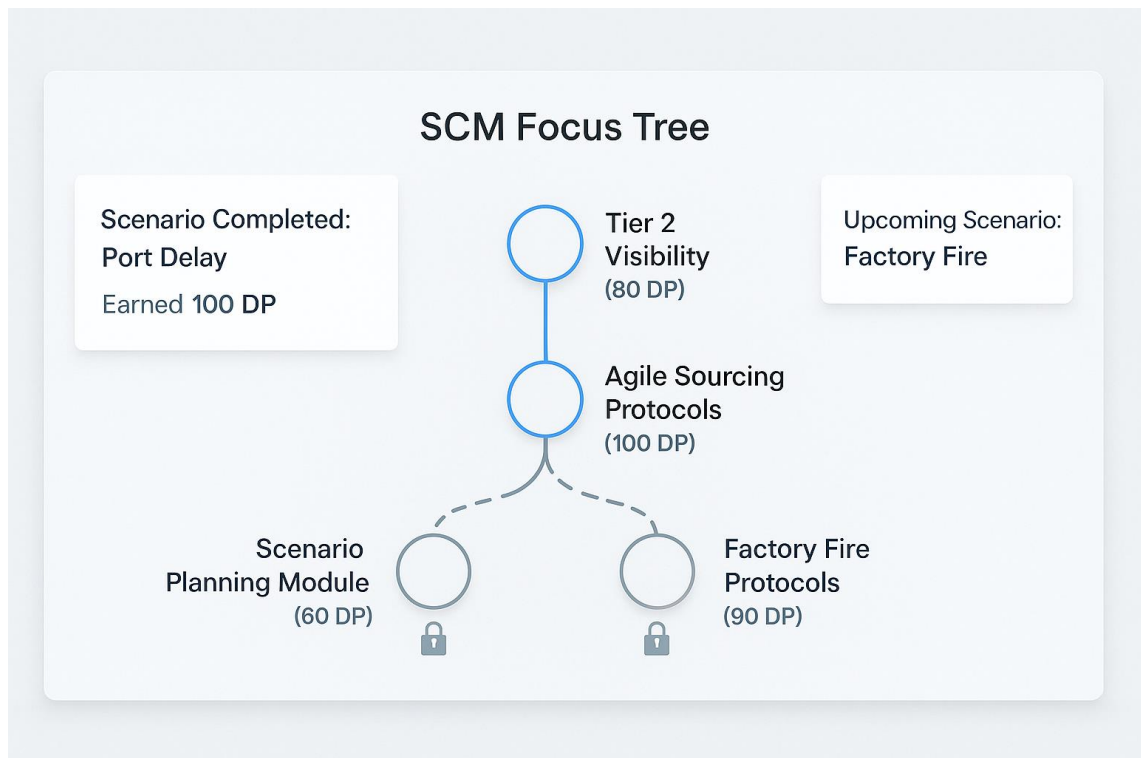 SCM Focus Tree
Scenario Completed:
Port Delay
Earned 100 DP
Tier 2
Visibility
(80 DP)
Upcoming Scenario:
Factory Fire
Agile Sourcing
Protocols
(100 DP)
Scenario
Planning Module
(60 DP)
Factory Fire
Protocols
(90 DP)